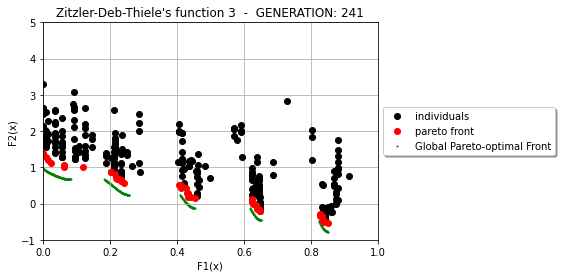 Zitzler-Deb-Thiele's function 3 - GENERATION: 241
5
4
3
2
1
0
−1
F2(x)
0.0 0.2 0.4 0.6 0.8 1.0
F1(x)
individuals
pareto front
Global Pareto-optimal Front